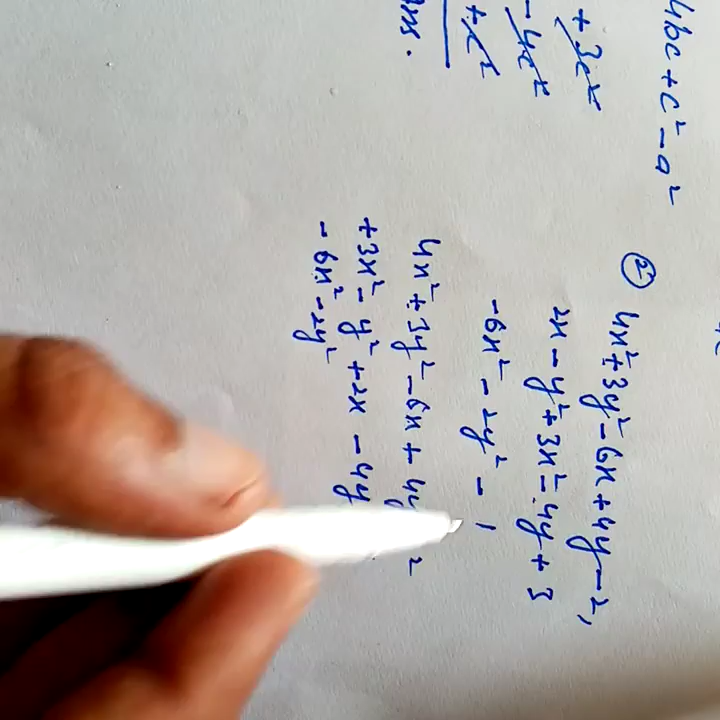 4bc + c² - a²
+ 3c²
- 4c²
+ c²
Ans.
② 4x² + 3y² - 6x + 4y - 2,
2x - y² + 3x² - 4y + 3
- 6x² - 2y² - 1
4x² + 3y² - 6x + 4y 2
+ 3x² - y² + 2x - 4y
- 6x² - 2y²